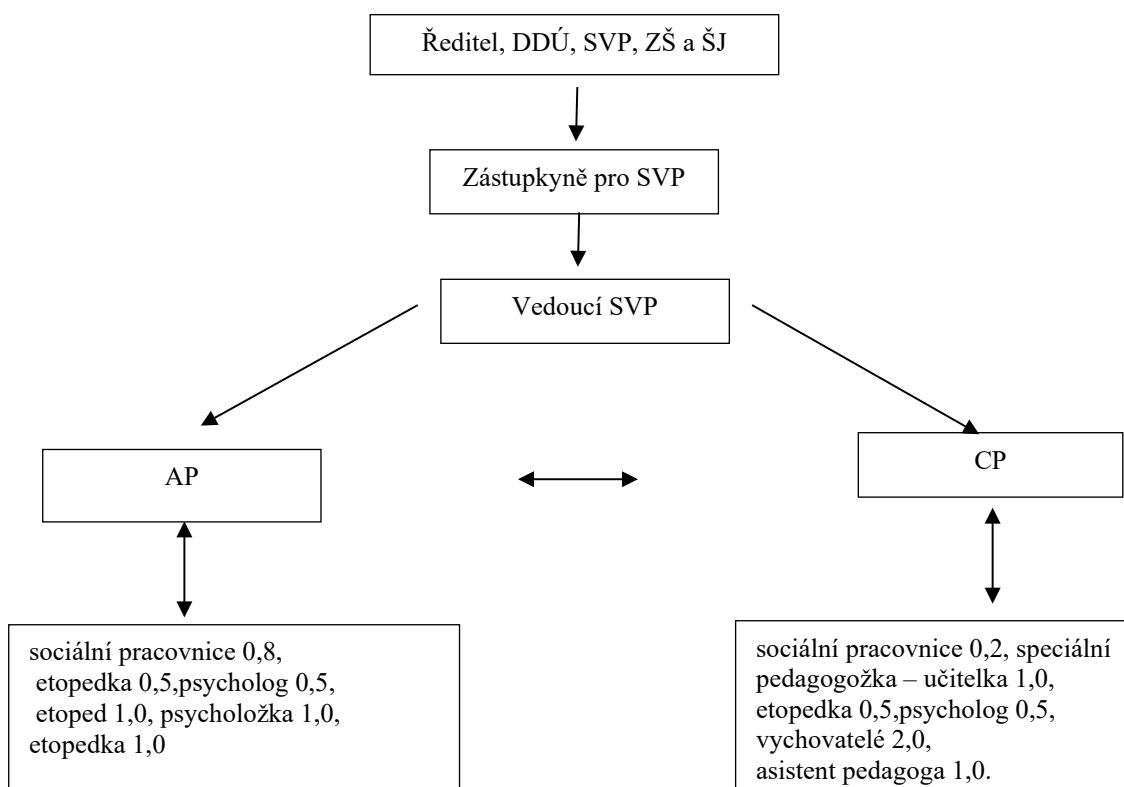 Ředitel, DDÚ, SVP, ZŠ a ŠJ
Zástupkyně pro SVP
Vedoucí SVP
AP
CP
sociální pracovnice 0,8,
etopedka 0,5,psycholog 0,5,
etoped 1,0, psycholožka 1,0,
etopedka 1,0
sociální pracovnice 0,2, speciální
pedagogožka – učitelka 1,0,
etopedka 0,5,psycholog 0,5,
vychovatelé 2,0,
asistent pedagoga 1,0.